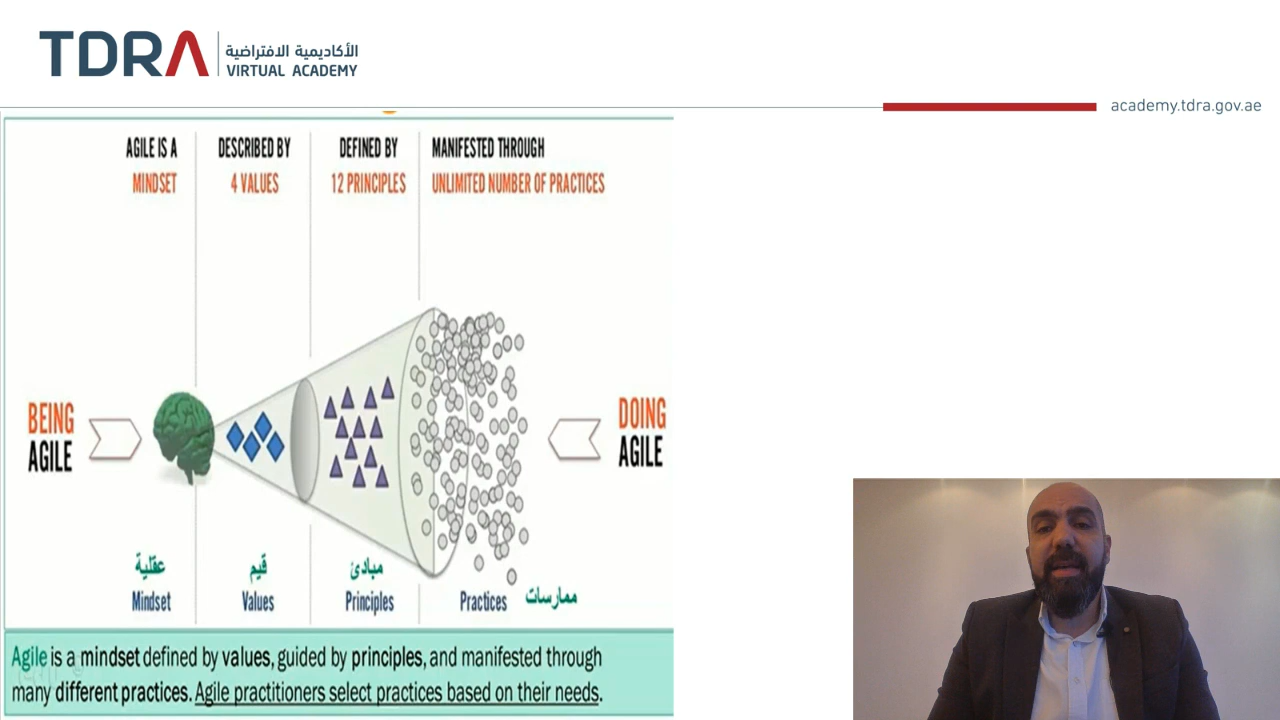 TDRA
الأكاديمية الافتراضية
VIRTUAL ACADEMY
academy.tdra.gov.ae
AGILE IS A
MINDSET
DESCRIBED BY
4 VALUES
DEFINED BY
12 PRINCIPLES
MANIFESTED THROUGH
UNLIMITED NUMBER OF PRACTICES
BEING
AGILE
DOING
AGILE
عقلية
Mindset
قيم
Values
مبادئ
Principles
Practices
ممارسات
Agile is a mindset defined by values, guided by principles, and manifested through
many different practices. Agile practitioners select practices based on their needs.